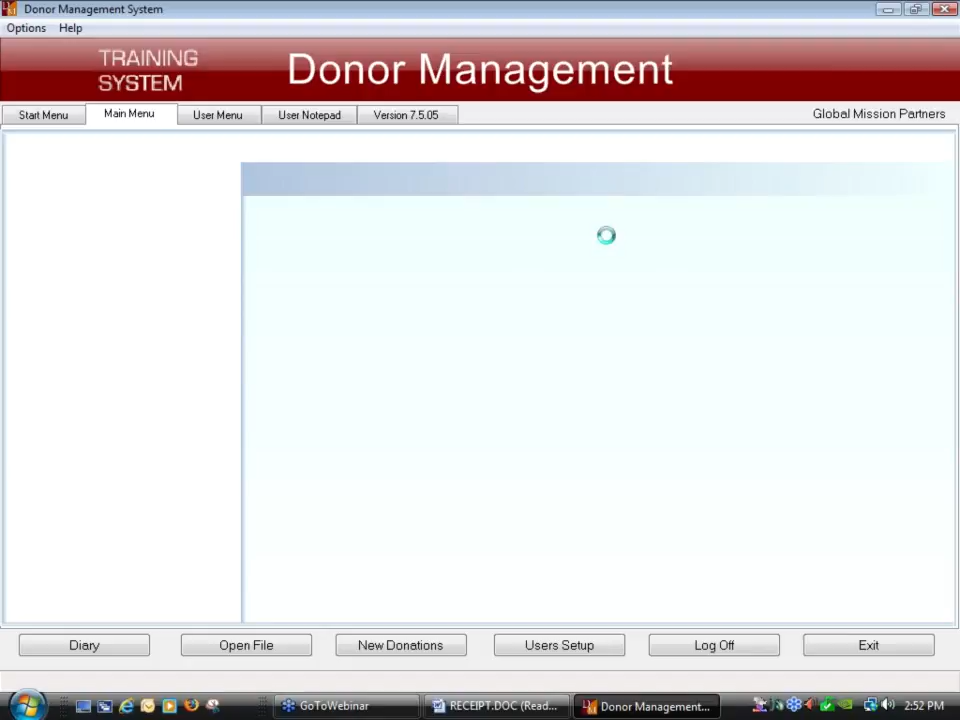 Donor Management System
Options Help
TRAINING SYSTEM
Donor Management
Start Menu Main Menu User Menu User Notepad Version 7.5.05 Global Mission Partners
Diary Open File New Donations Users Setup Log Off Exit
GoToWebinar RECEIPT.DOC (Read... Donor Management... 2:52 PM